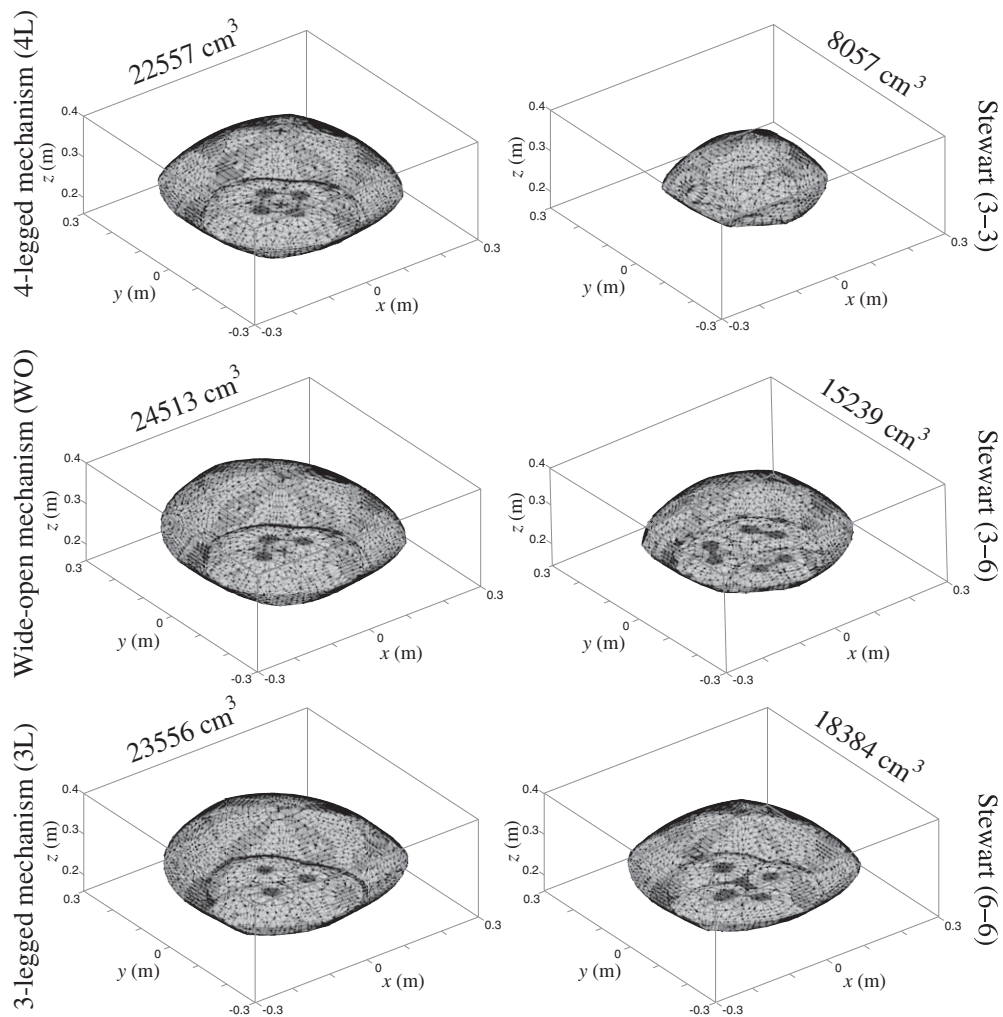 4-legged mechanism (4L)
22557 cm³
0.4
0.3
0.2
z (m)
0.3
0
y (m)
-0.3
-0.3
0
x (m)
0.3
8057 cm³
0.4
0.3
0.2
z (m)
0.3
0
y (m)
-0.3
-0.3
0
x (m)
0.3
Stewart (3–3)
Wide-open mechanism (WO)
24513 cm³
0.4
0.3
0.2
z (m)
0.3
0
y (m)
-0.3
-0.3
0
x (m)
0.3
15239 cm³
0.4
0.3
0.2
z (m)
0.3
0
y (m)
-0.3
-0.3
0
x (m)
0.3
Stewart (3–6)
3-legged mechanism (3L)
23556 cm³
0.4
0.3
0.2
z (m)
0.3
0
y (m)
-0.3
-0.3
0
x (m)
0.3
18384 cm³
0.4
0.3
0.2
z (m)
0.3
0
y (m)
-0.3
-0.3
0
x (m)
0.3
Stewart (6–6)